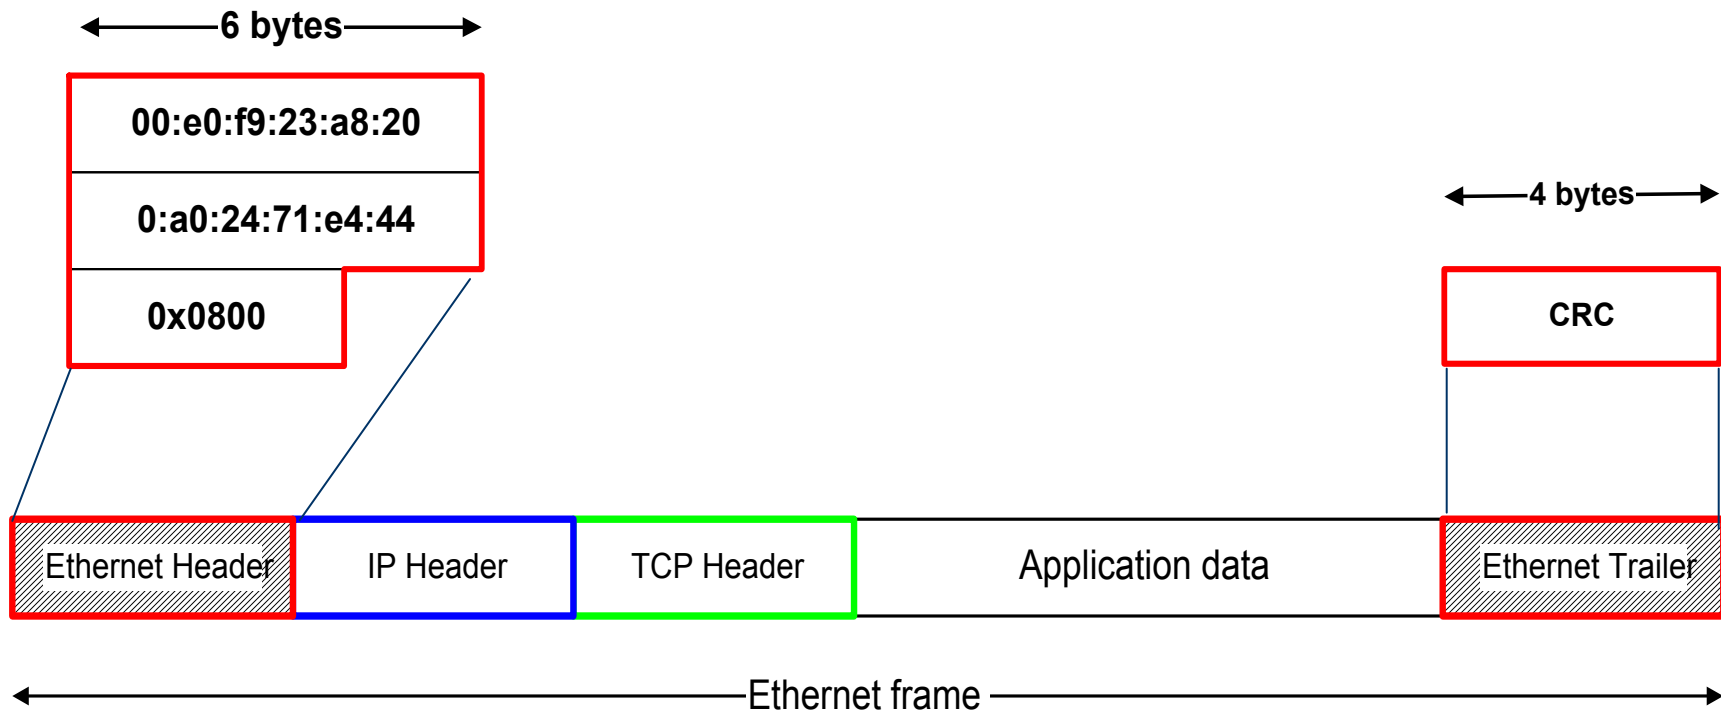 6 bytes
00:e0:f9:23:a8:20
0:a0:24:71:e4:44
4 bytes
0x0800
CRC
Ethernet Header IP Header TCP Header Application data Ethernet Trailer
Ethernet frame